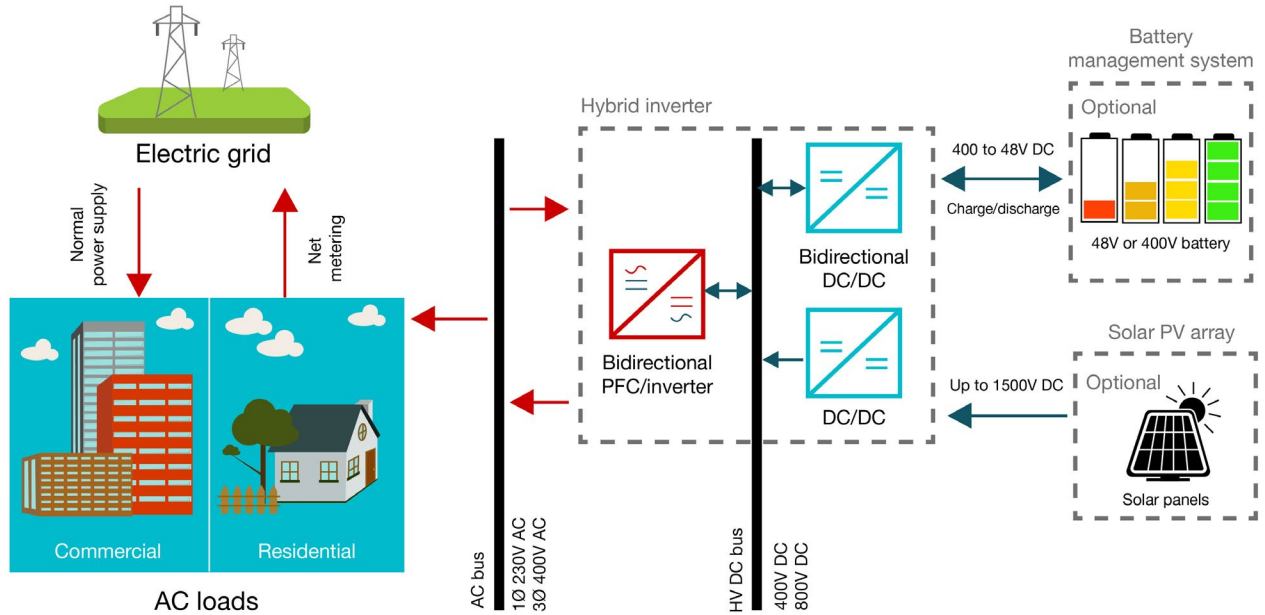 Electric grid
Normal
power supply
Net
metering
Commercial
Residential
AC loads
AC bus
1Ø 230V AC
3Ø 400V AC
Hybrid inverter
Bidirectional
PFC/inverter
HV DC bus
400V DC
800V DC
Bidirectional
DC/DC
DC/DC
400 to 48V DC
Charge/discharge
Up to 1500V DC
Battery
management system
Optional
48V or 400V battery
Solar PV array
Optional
Solar panels